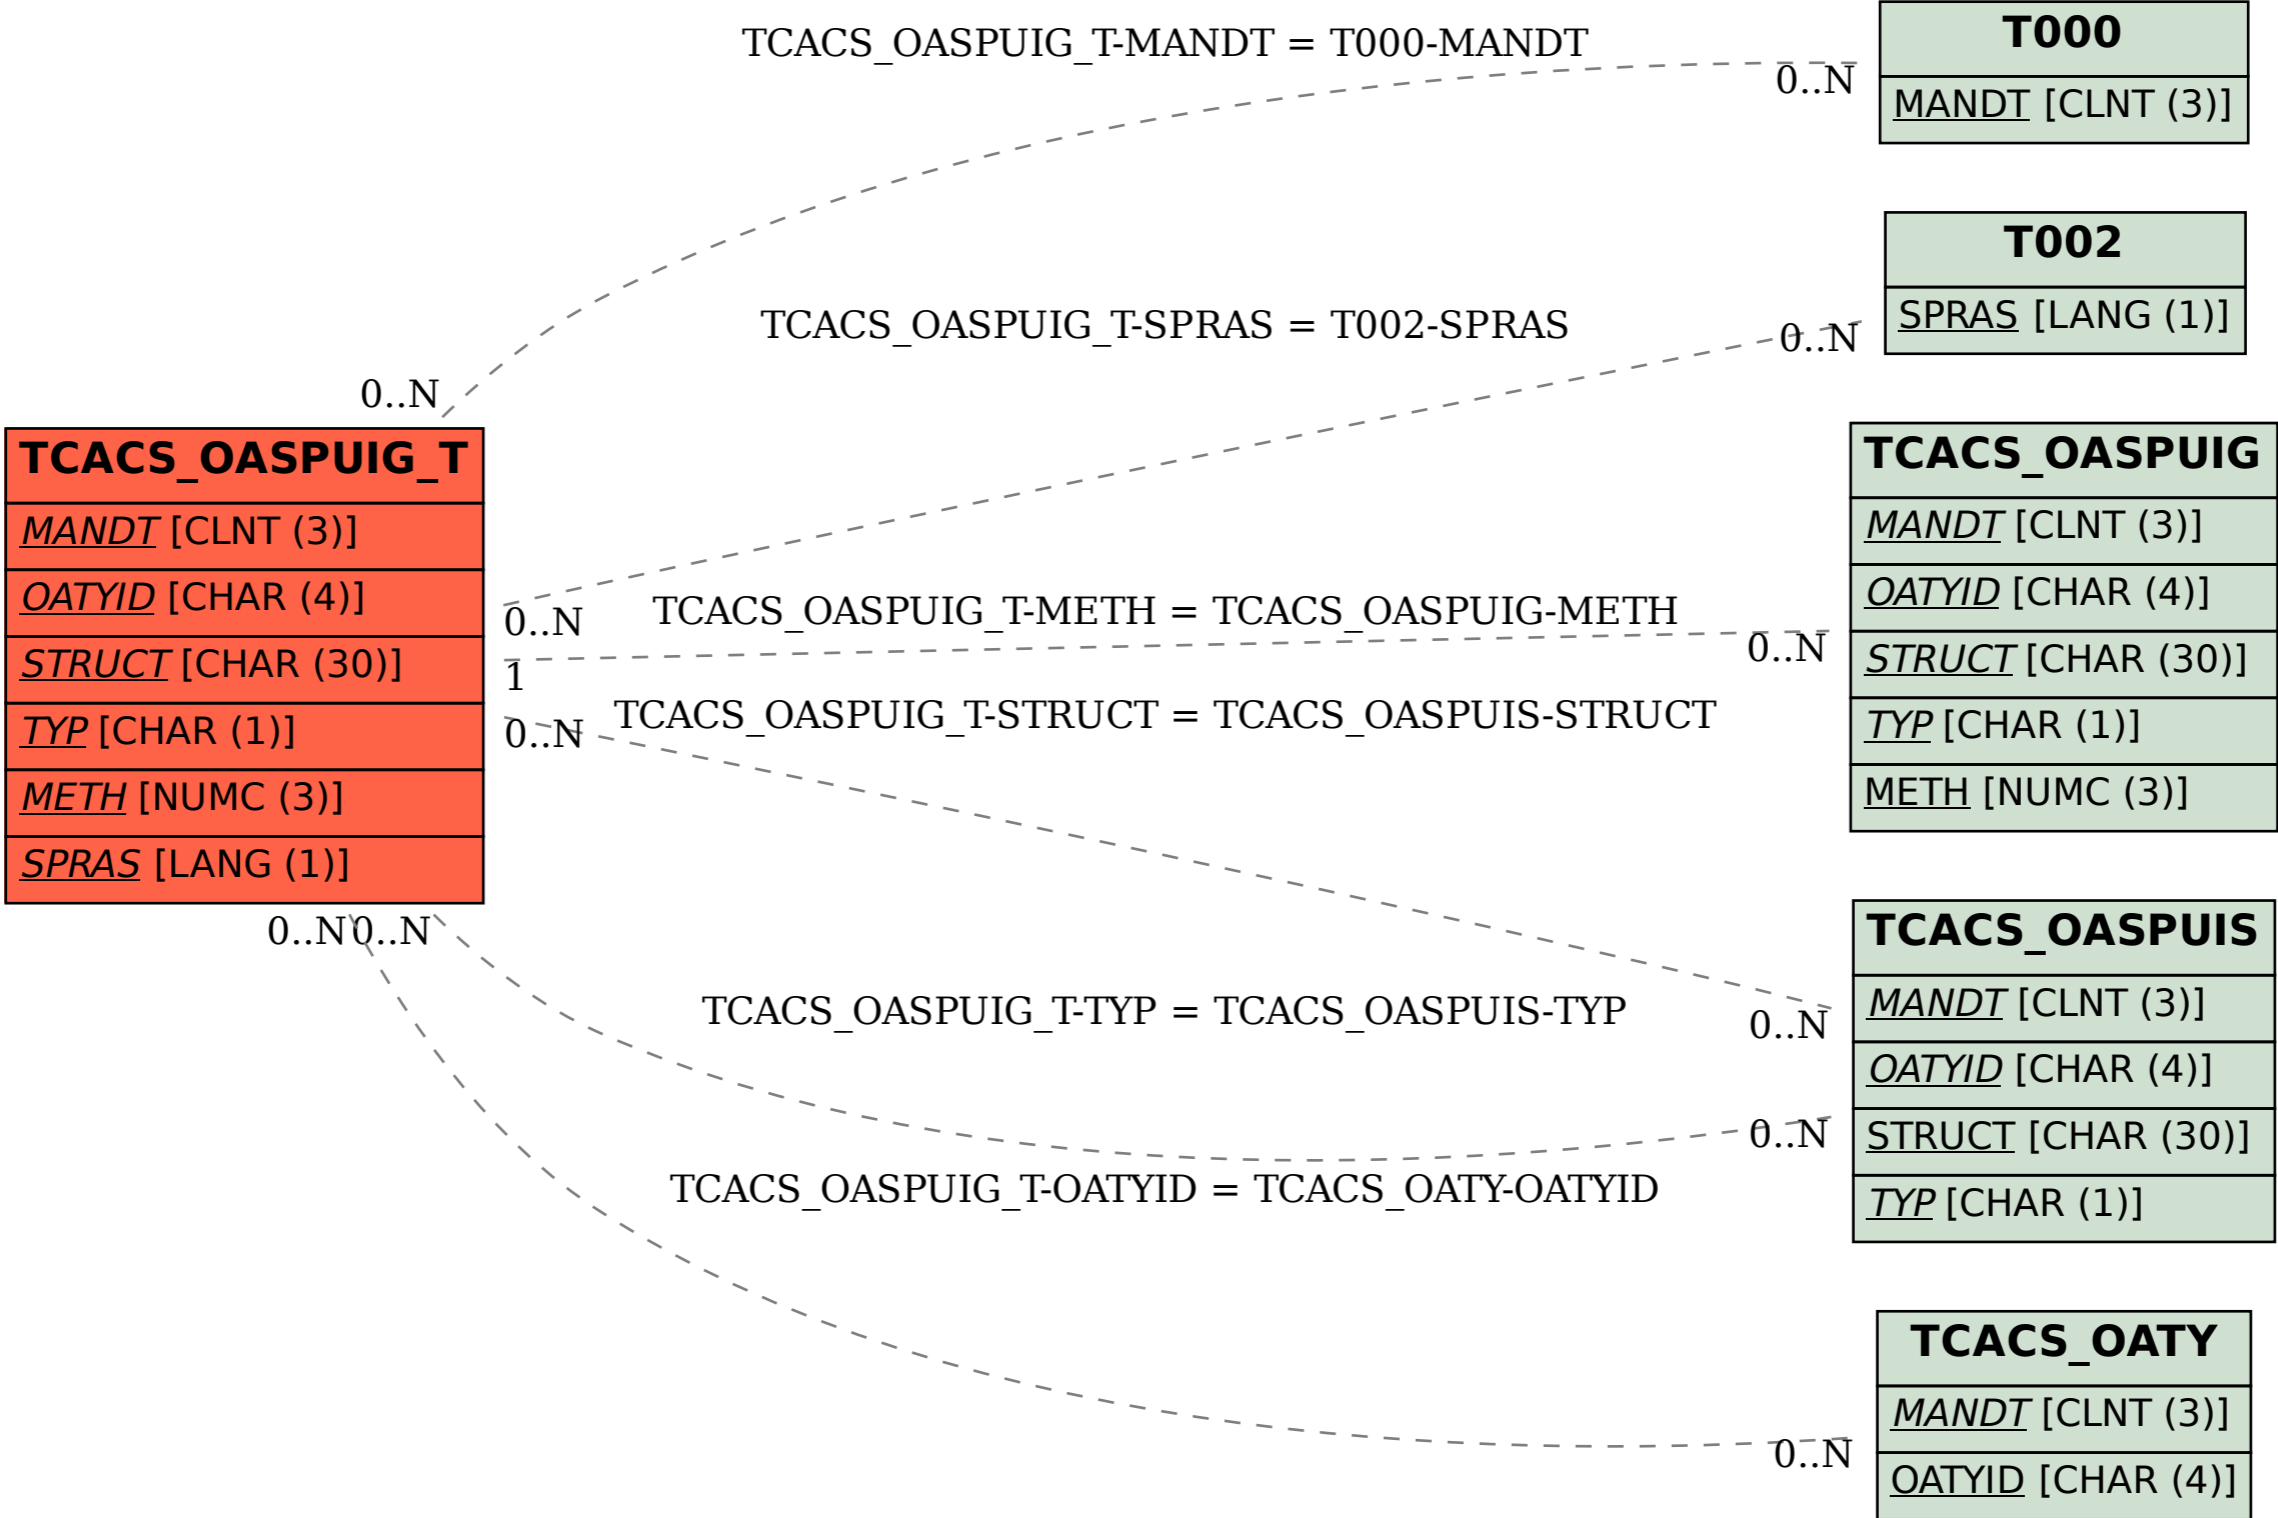 TCACS_OASPUIG_T-MANDT = T000-MANDT
0..N
0..N
T000
MANDT [CLNT (3)]
TCACS_OASPUIG_T-SPRAS = T002-SPRAS
0..N
0..N
T002
SPRAS [LANG (1)]
TCACS_OASPUIG_T
MANDT [CLNT (3)]
OATYID [CHAR (4)]
STRUCT [CHAR (30)]
TYP [CHAR (1)]
METH [NUMC (3)]
SPRAS [LANG (1)]
TCACS_OASPUIG_T-METH = TCACS_OASPUIG-METH
1
0..N
TCACS_OASPUIG
MANDT [CLNT (3)]
OATYID [CHAR (4)]
STRUCT [CHAR (30)]
TYP [CHAR (1)]
METH [NUMC (3)]
TCACS_OASPUIG_T-STRUCT = TCACS_OASPUIS-STRUCT
0..N
0..N
TCACS_OASPUIG_T-TYP = TCACS_OASPUIS-TYP
0..N
0..N
TCACS_OASPUIS
MANDT [CLNT (3)]
OATYID [CHAR (4)]
STRUCT [CHAR (30)]
TYP [CHAR (1)]
TCACS_OASPUIG_T-OATYID = TCACS_OATY-OATYID
0..N
0..N
TCACS_OATY
MANDT [CLNT (3)]
OATYID [CHAR (4)]